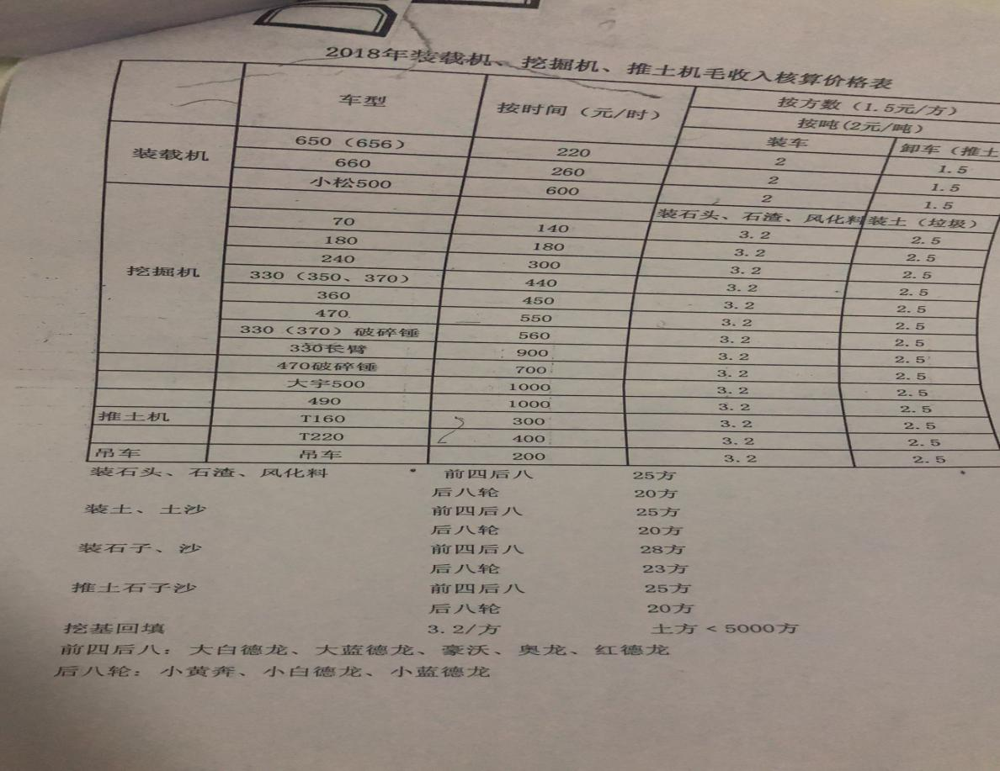 2018年装载机、挖掘机、推土机毛收入核算价格表
车型 按时间（元/时） 按方数（1.5元/方）
按吨(2元/吨)
装车 卸车（推土
装载机 650（656） 220 2 1.5
660 260 2 1.5
小松500 600 2 1.5
装石头、石渣、风化料 装土（垃圾）
挖掘机 70 140 3.2 2.5
180 180 3.2 2.5
240 300 3.2 2.5
330（350、370） 440 3.2 2.5
360 450 3.2 2.5
470 550 3.2 2.5
330（370）破碎锤 560 3.2 2.5
330长臂 900 3.2 2.5
470破碎锤 700 3.2 2.5
大宇500 1000 3.2 2.5
490 1000 3.2 2.5
推土机 T160 300 3.2 2.5
T220 400 3.2 2.5
吊车 吊车 200 3.2 2.5
装石头、石渣、风化料 前四后八 25方
后八轮 20方
装土、土沙 前四后八 25方
后八轮 20方
装石子、沙 前四后八 28方
后八轮 23方
推土石子沙 前四后八 25方
后八轮 20方
挖基回填 3.2/方 土方＜5000方
前四后八：大白德龙、大蓝德龙、豪沃、奥龙、红德龙
后八轮：小黄奔、小白德龙、小蓝德龙